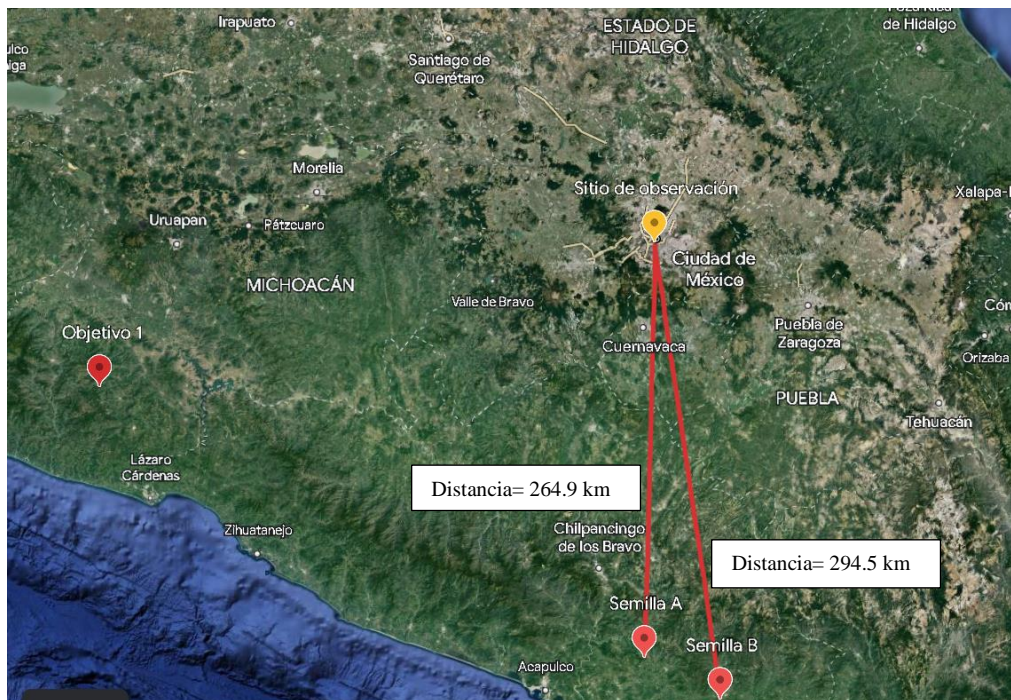 Irapuato
ESTADO DE
HIDALGO
de Hidalgo
Santiago de
Querétaro
Morelia
Sitio de observación
Uruapan
Pátzcuaro
Ciudad de
México
MICHOACÁN
Valle de Bravo
Puebla de
Zaragoza
Objetivo 1
Cuernavaca
Orizaba
PUEBLA
Tehuacán
Lázaro
Cárdenas
Distancia= 264.9 km
Zihuatanejo
Chilpancingo
de los Bravo
Distancia= 294.5 km
Semilla A
Semilla B
Acapulco